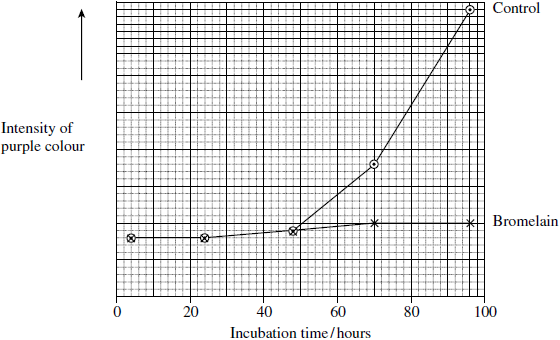 Control
Intensity of
purple colour
Bromelain
0 20 40 60 80 100
Incubation time/hours